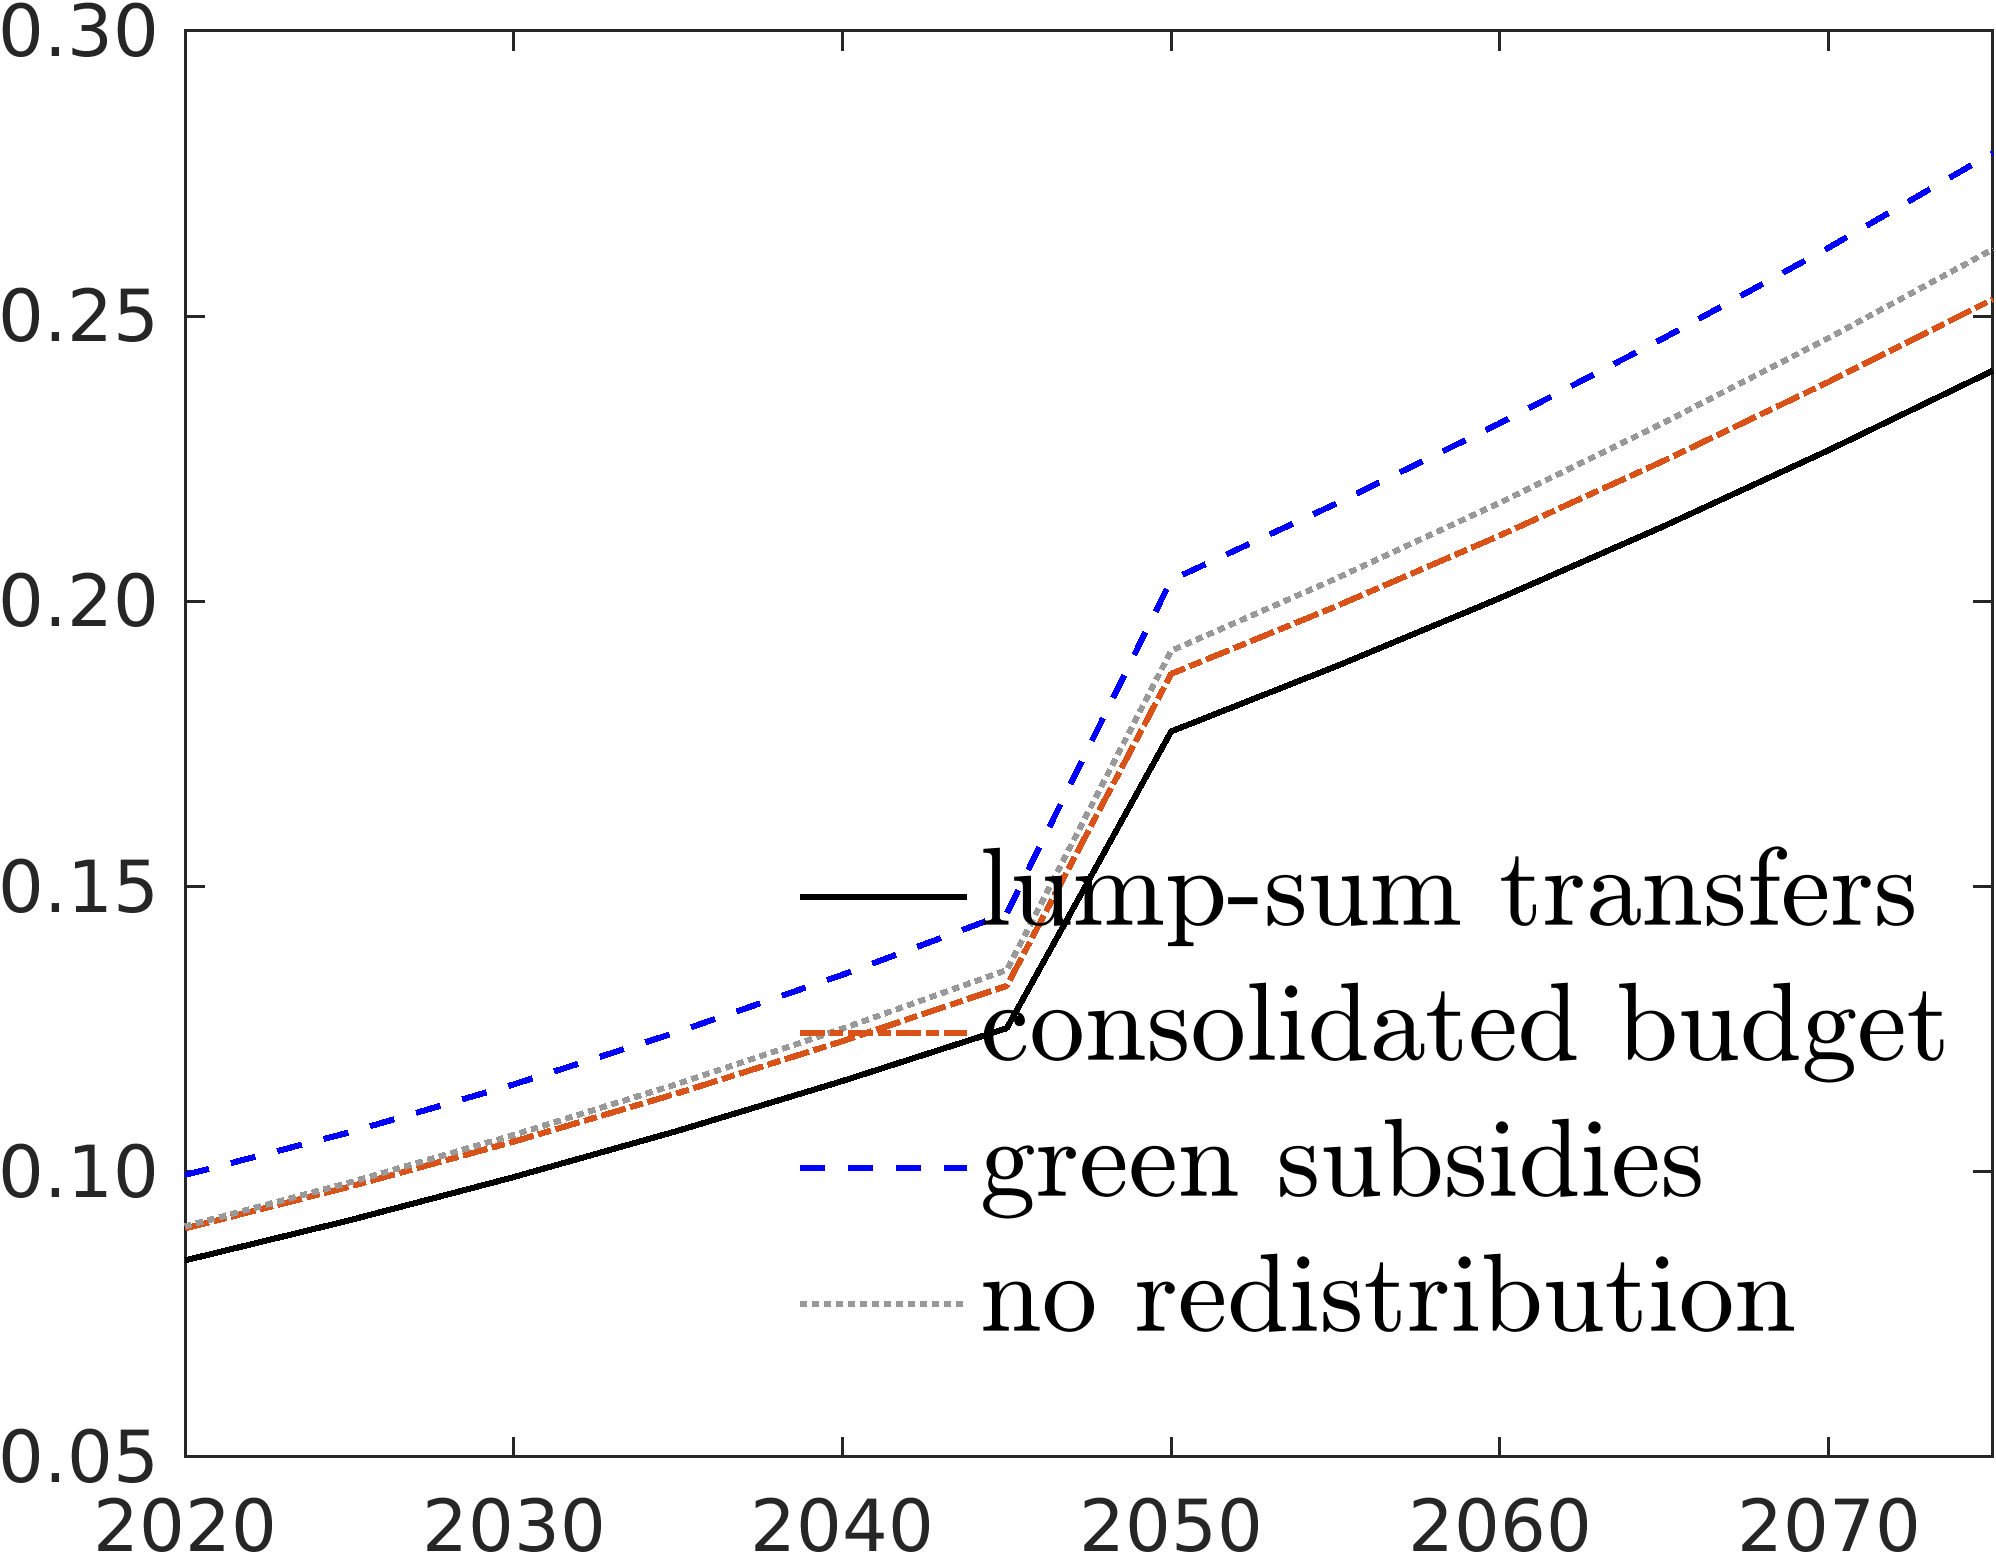 0.30
0.25
0.20
0.15
0.10
0.05
2020 2030 2040 2050 2060 2070
lump-sum transfers
consolidated budget
green subsidies
no redistribution